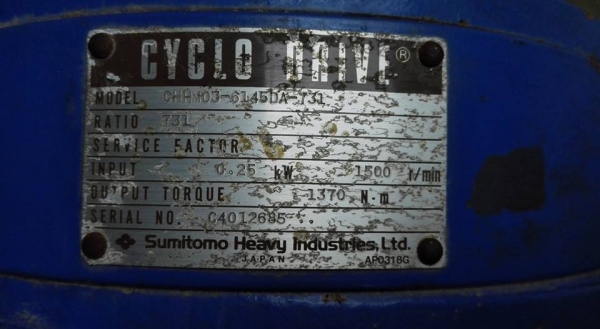 CYCLO DRIVE ®
MODEL CHHM03-6145DA-731
RATIO 731
SERVICE FACTOR
INPUT 0.25 kW 1500 r/min
OUTPUT TORQUE 1370 N·m
SERIAL NO. C4012685
Sumitomo Heavy Industries, Ltd.
JAPAN AP0318G